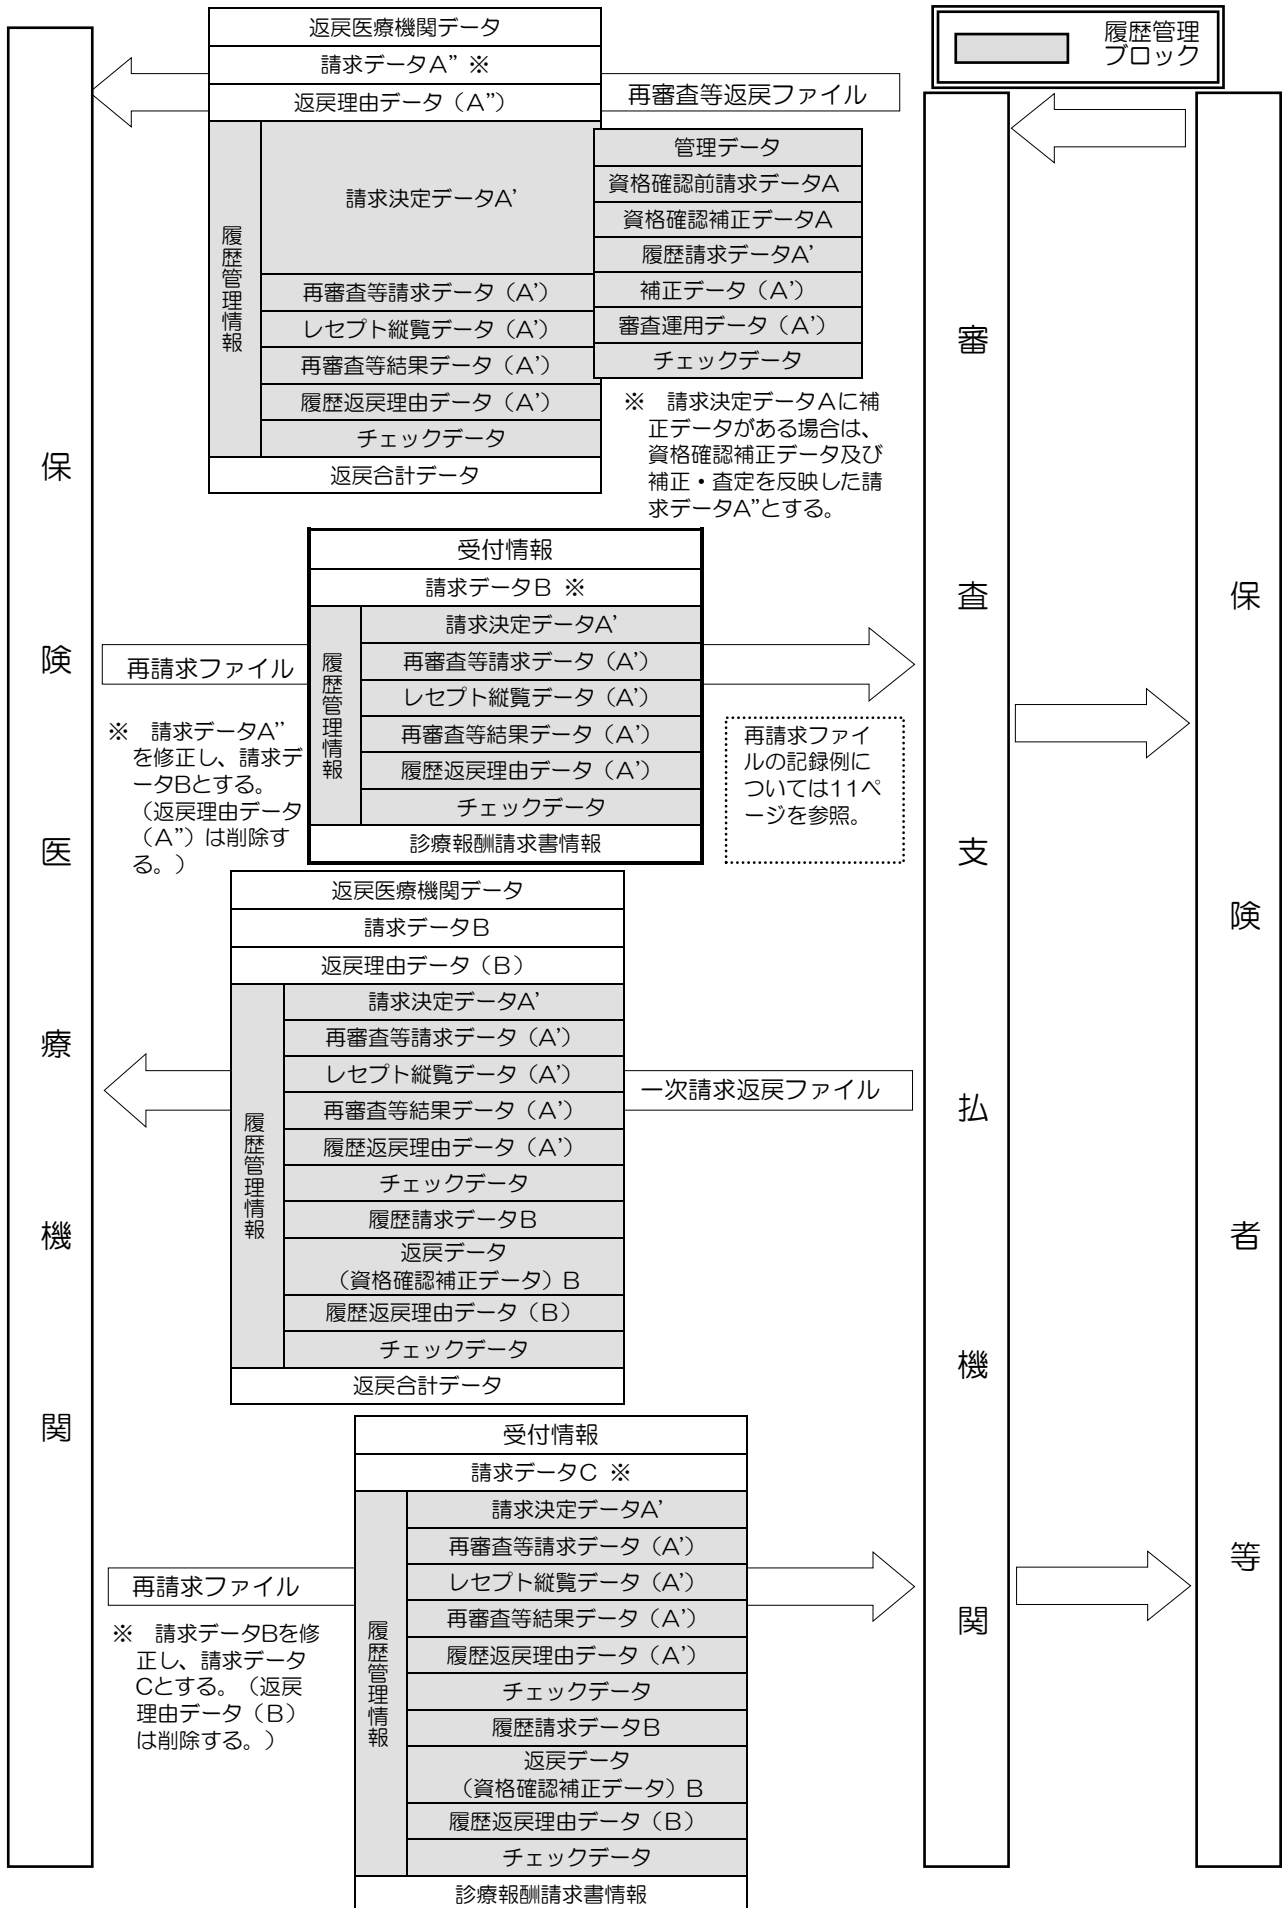 履歴管理
ブロック
保険医療機関
審査支払機関
保険者等
返戻医療機関データ
請求データA” ※
返戻理由データ（A”）
再審査等返戻ファイル
履歴管理情報
請求決定データA’
管理データ
資格確認前請求データA
資格確認補正データA
履歴請求データA’
補正データ（A’）
審査運用データ（A’）
チェックデータ
再審査等請求データ（A’）
レセプト縦覧データ（A’）
再審査等結果データ（A’）
履歴返戻理由データ（A’）
チェックデータ
返戻合計データ
※　請求決定データAに補
正データがある場合は、
資格確認補正データ及び
補正・査定を反映した請
求データA”とする。
受付情報
請求データB ※
履歴管理情報
請求決定データA’
再審査等請求データ（A’）
レセプト縦覧データ（A’）
再審査等結果データ（A’）
履歴返戻理由データ（A’）
チェックデータ
診療報酬請求書情報
再請求ファイル
※　請求データA’’
を修正し、請求デ
ータBとする。
（返戻理由データ
（A”）は削除す
る。）
再請求ファイ
ルの記録例に
ついては11ペ
ージを参照。
返戻医療機関データ
請求データB
返戻理由データ（B）
履歴管理情報
請求決定データA’
再審査等請求データ（A’）
レセプト縦覧データ（A’）
再審査等結果データ（A’）
履歴返戻理由データ（A’）
チェックデータ
履歴請求データB
返戻データ
（資格確認補正データ）B
履歴返戻理由データ（B）
チェックデータ
返戻合計データ
一次請求返戻ファイル
受付情報
請求データC ※
履歴管理情報
請求決定データA’
再審査等請求データ（A’）
レセプト縦覧データ（A’）
再審査等結果データ（A’）
履歴返戻理由データ（A’）
チェックデータ
履歴請求データB
返戻データ
（資格確認補正データ）B
履歴返戻理由データ（B）
チェックデータ
診療報酬請求書情報
再請求ファイル
※　請求データBを修
正し、請求データ
Cとする。（返戻
理由データ（B）
は削除する。）